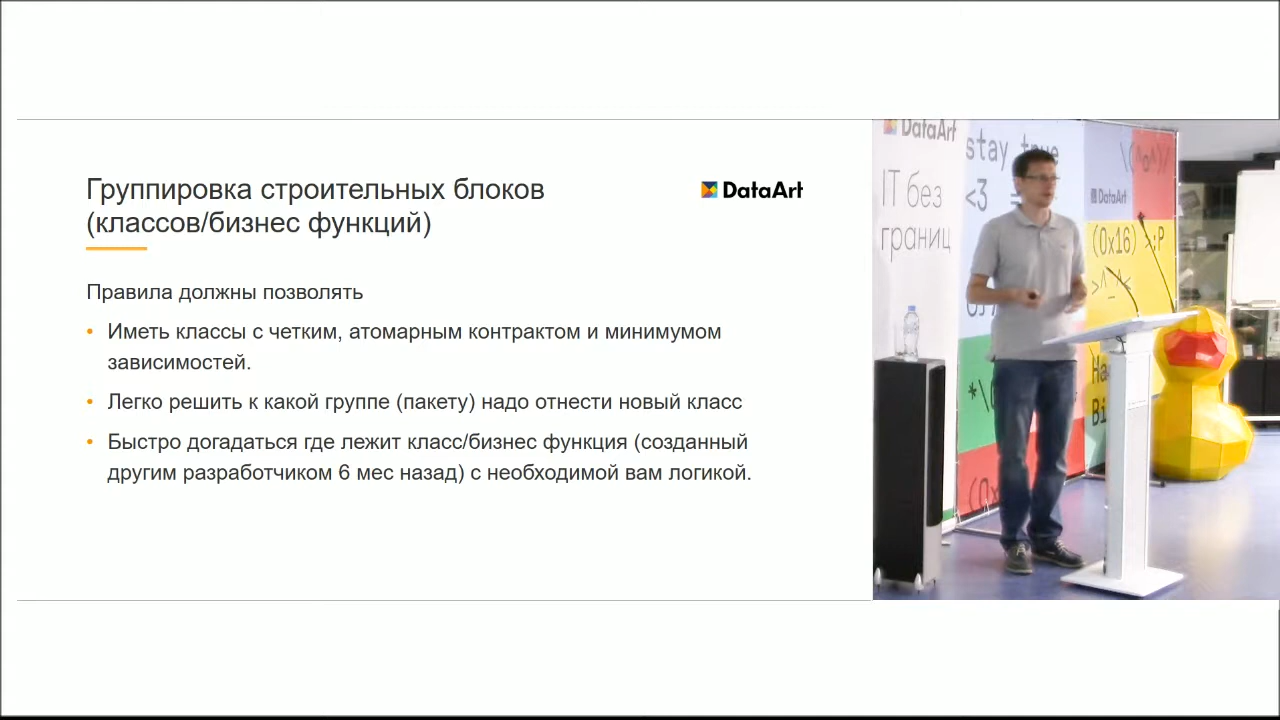 Группировка строительных блоков
(классов/бизнес функций)
DataArt
Правила должны позволять
• Иметь классы с четким, атомарным контрактом и минимумом
зависимостей.
• Легко решить к какой группе (пакету) надо отнести новый класс
• Быстро догадаться где лежит класс/бизнес функция (созданный
другим разработчиком 6 мес назад) с необходимой вам логикой.
DataArt
IT без
границ
stay true
<3
\(^o^)/
DataArt
(0x16) >:P
>^_^<